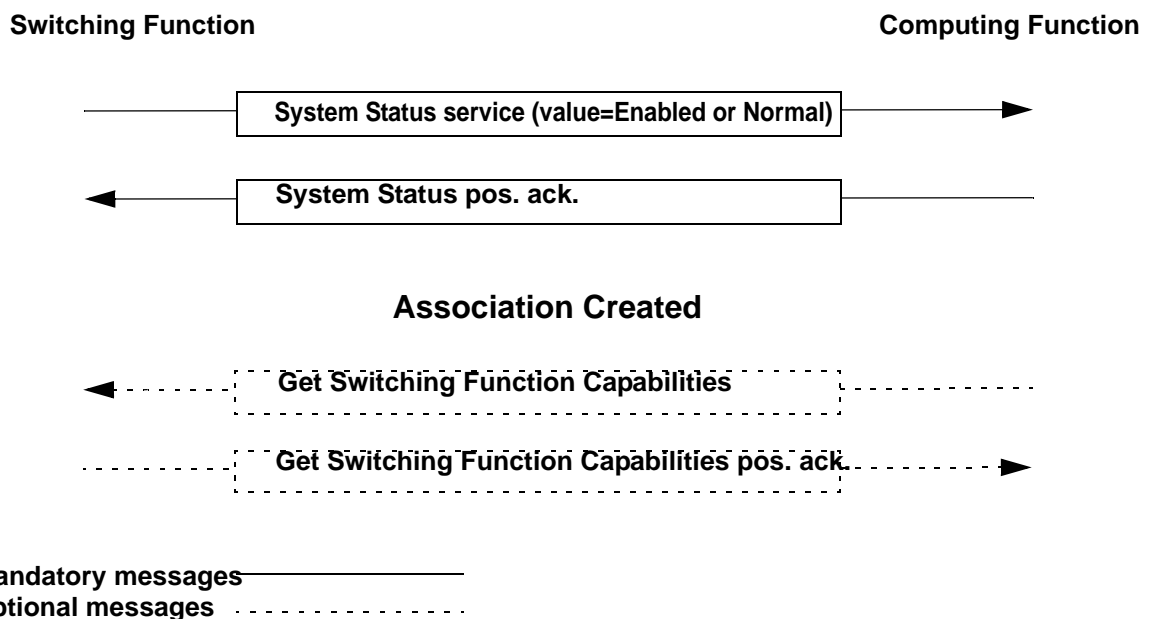 Switching Function Computing Function
System Status service (value=Enabled or Normal)
System Status pos. ack.
Association Created
Get Switching Function Capabilities
Get Switching Function Capabilities pos. ack.
andatory messages
ptional messages